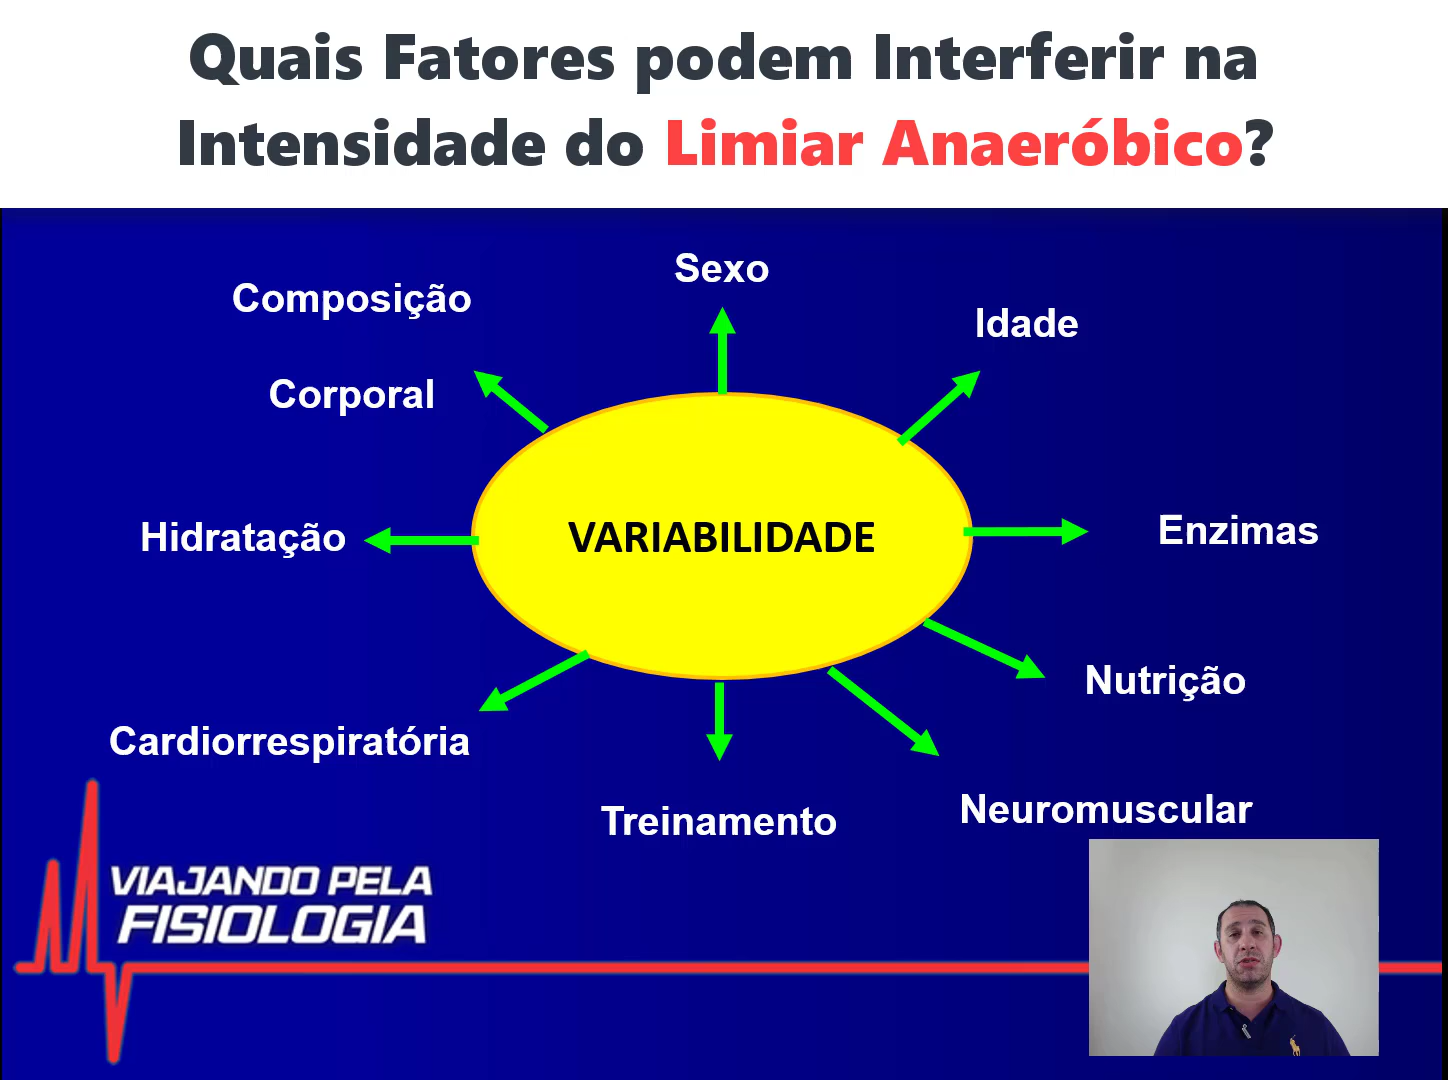 Quais Fatores podem Interferir na
Intensidade do Limiar Anaeróbico?
Sexo
Composição
Corporal
Idade
Hidratação
VARIABILIDADE
Enzimas
Nutrição
Cardiorrespiratória
Treinamento
Neuromuscular
VIAJANDO PELA
FISIOLOGIA